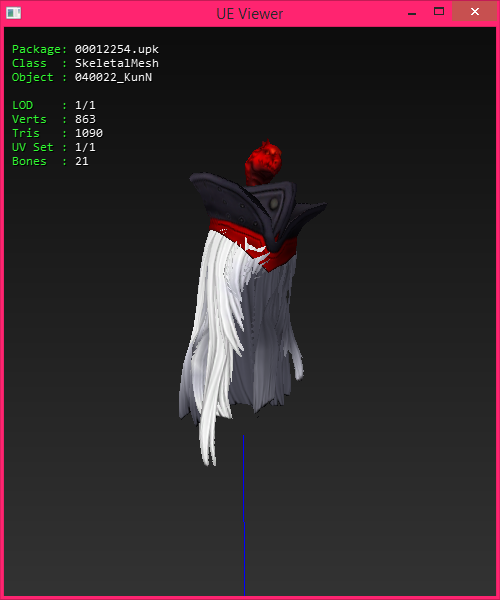 UE Viewer
Package: 00012254.upk
Class  : SkeletalMesh
Object : 040022_KunN
LOD    : 1/1
Verts  : 863
Tris   : 1090
UV Set : 1/1
Bones  : 21